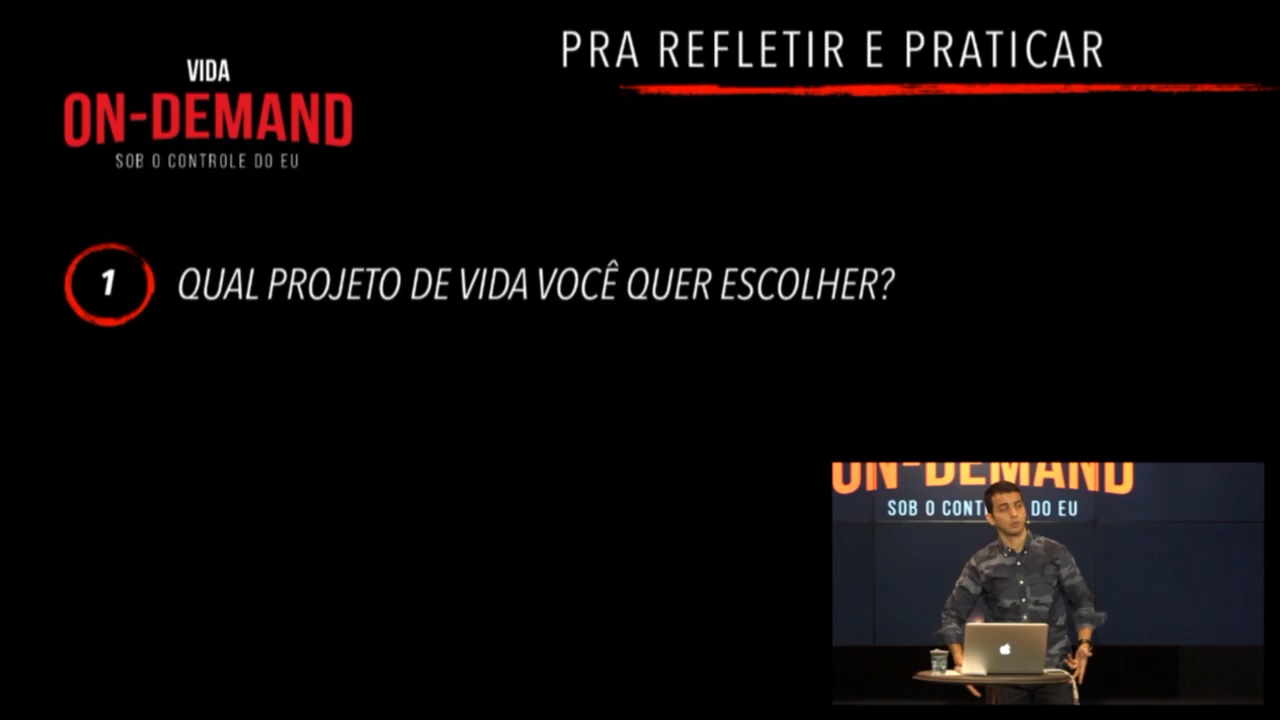 PRA REFLETIR E PRATICAR
VIDA
ON-DEMAND
SOB O CONTROLE DO EU
1
QUAL PROJETO DE VIDA VOCÊ QUER ESCOLHER?
ON-DEMAND
SOB O DO EU